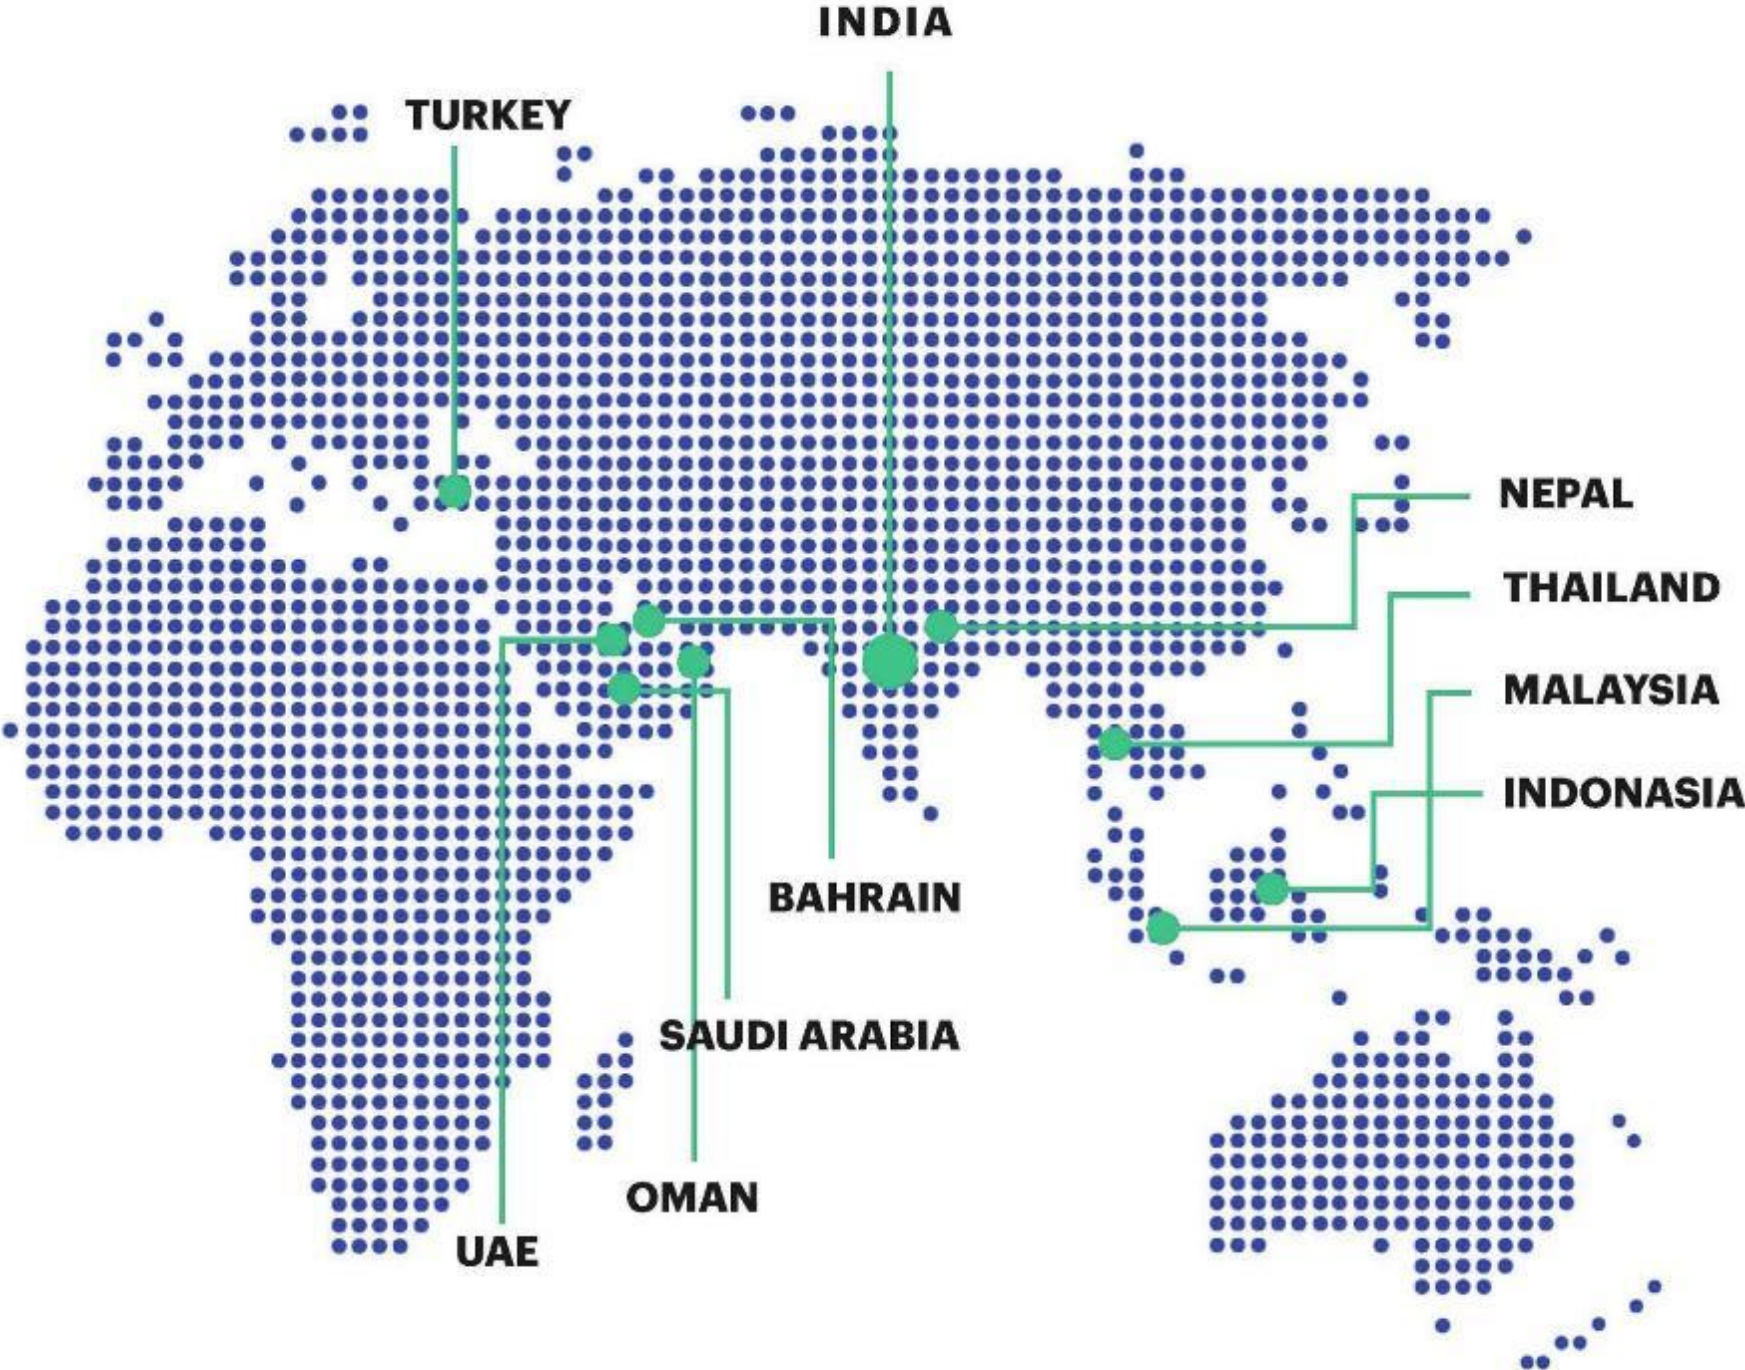 INDIA
TURKEY
NEPAL
THAILAND
MALAYSIA
INDONASIA
BAHRAIN
SAUDI ARABIA
OMAN
UAE